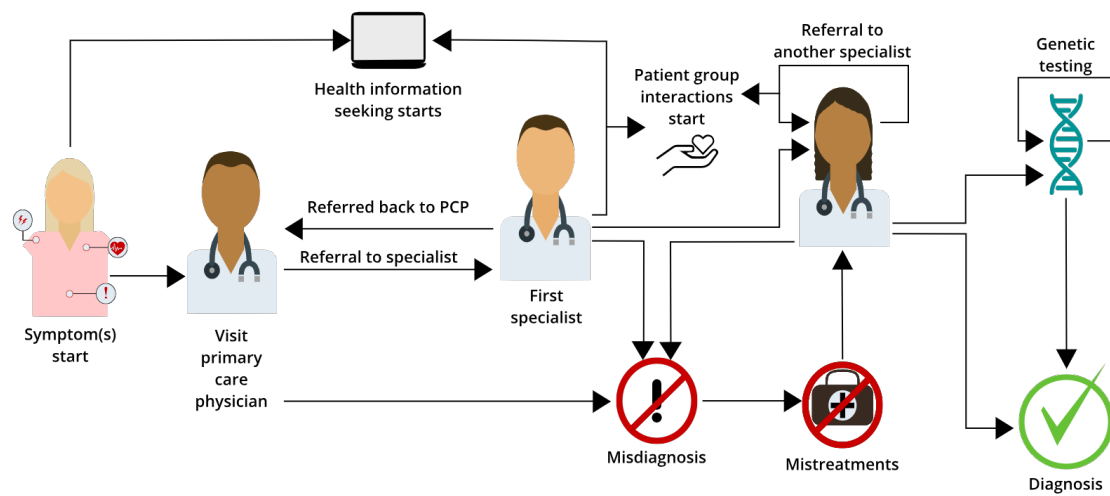 Health information
seeking starts
Patient group
interactions
start
Referral to
another specialist
Genetic
testing
Referred back to PCP
Referral to specialist
Symptom(s)
start
Visit
primary
care
physician
First
specialist
Misdiagnosis
Mistreatments
Diagnosis